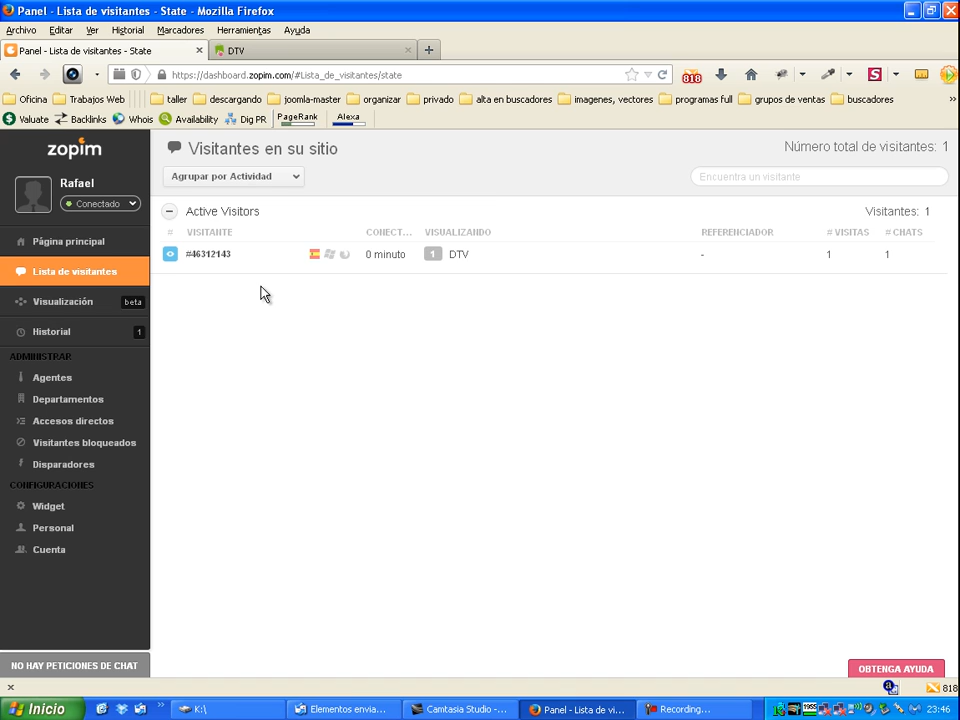 Panel - Lista de visitantes - State - Mozilla Firefox
Archivo Editar Ver Historial Marcadores Herramientas Ayuda
Panel - Lista de visitantes - State
DTV
https://dashboard.zopim.com/#Lista_de_visitantes/state
818
Oficina Trabajos Web taller descargando joomla-master organizar privado alta en buscadores imagenes, vectores programas full grupos de ventas buscadores »
Valuate Backlinks Whois Availability Dig PR PageRank Alexa
zopim
Rafael
Conectado
Página principal
Lista de visitantes
Visualización beta
Historial 1
ADMINISTRAR
Agentes
Departamentos
Accesos directos
Visitantes bloqueados
Disparadores
CONFIGURACIONES
Widget
Personal
Cuenta
NO HAY PETICIONES DE CHAT
Visitantes en su sitio
Número total de visitantes: 1
Agrupar por Actividad
Encuentra un visitante
Active Visitors
Visitantes: 1
# VISITANTE CONECT... VISUALIZANDO REFERENCIADOR # VISITAS # CHATS
#46312143 0 minuto 1 DTV - 1 1
OBTENGA AYUDA
818
Inicio
K:\
Elementos envia...
Camtasia Studio -...
Panel - Lista de vi...
Recording...
23:46